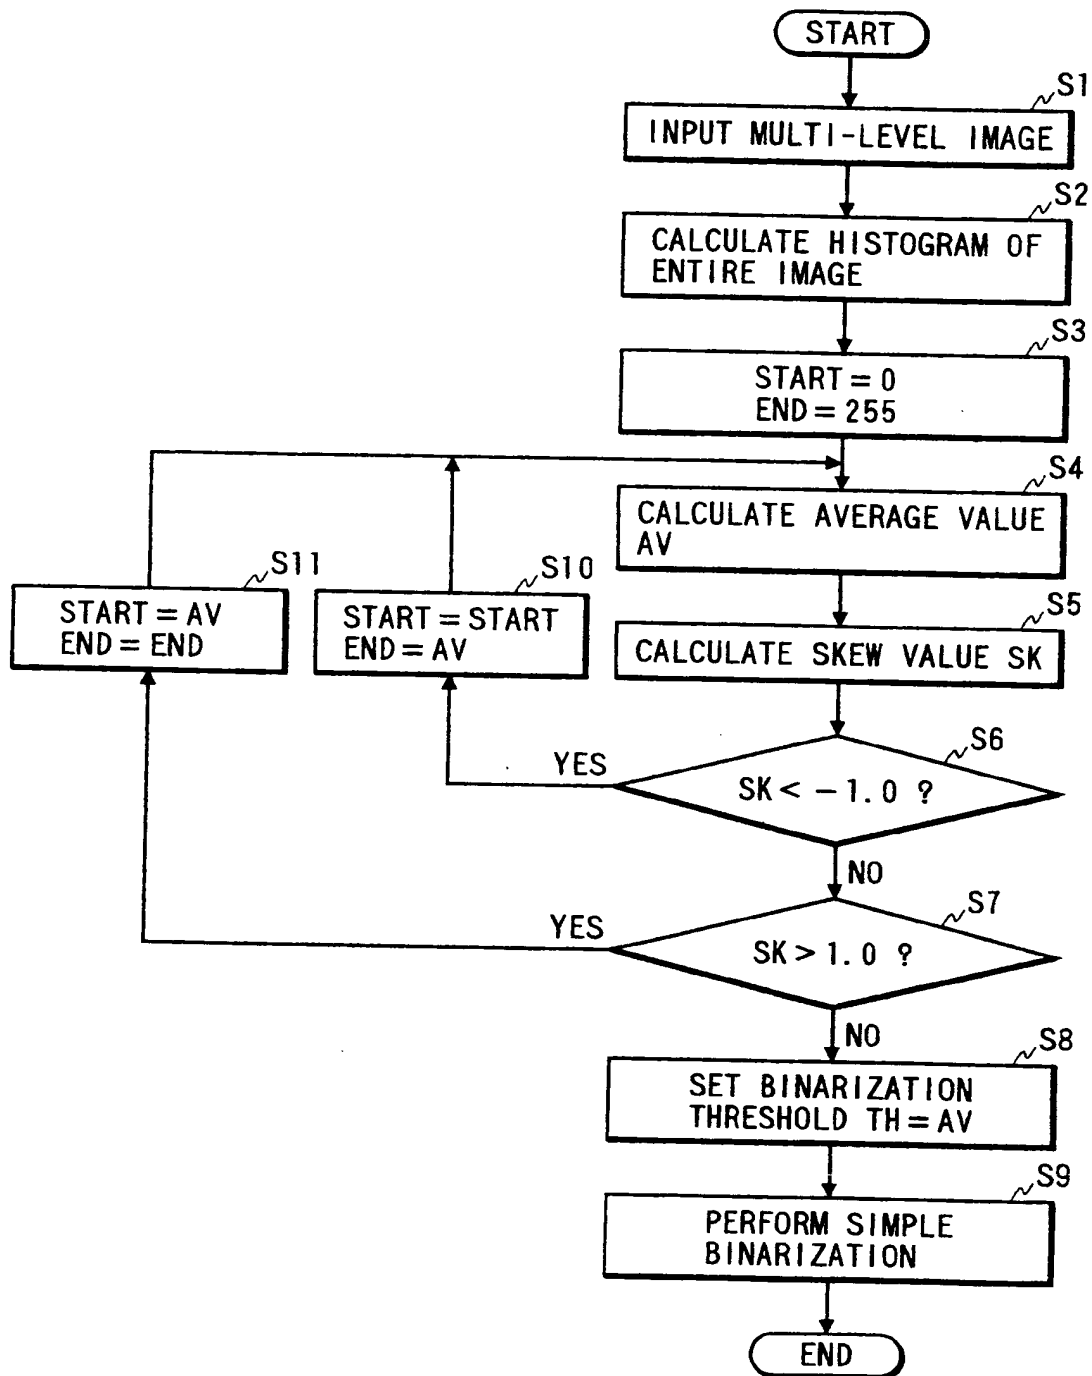 START
S1
INPUT MULTI-LEVEL IMAGE
S2
CALCULATE HISTOGRAM OF
ENTIRE IMAGE
S3
START = 0
END = 255
S4
CALCULATE AVERAGE VALUE
AV
S11
START = AV
END = END
S10
START = START
END = AV
S5
CALCULATE SKEW VALUE SK
S6
YES
SK < − 1.0 ?
NO
S7
YES
SK > 1.0 ?
NO
S8
SET BINARIZATION
THRESHOLD TH = AV
S9
PERFORM SIMPLE
BINARIZATION
END